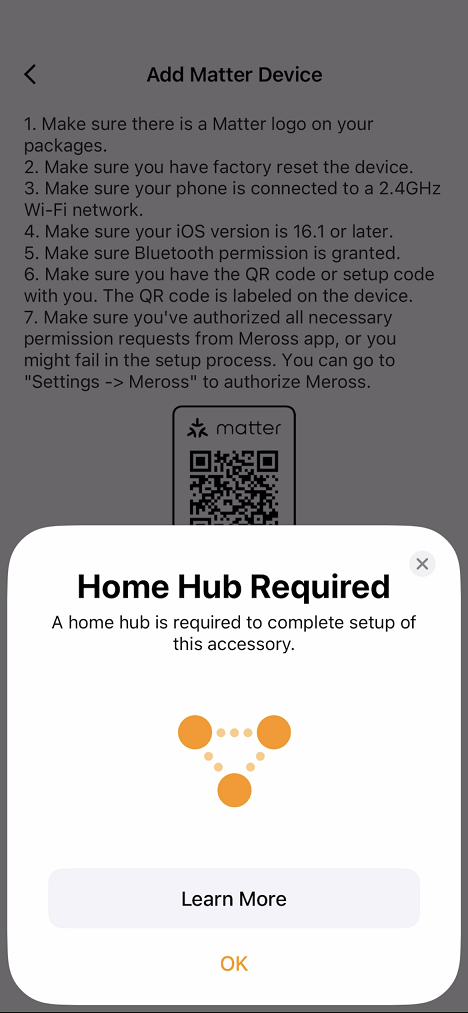 Add Matter Device
1. Make sure there is a Matter logo on your
packages.
2. Make sure you have factory reset the device.
3. Make sure your phone is connected to a 2.4GHz
Wi-Fi network.
4. Make sure your iOS version is 16.1 or later.
5. Make sure Bluetooth permission is granted.
6. Make sure you have the QR code or setup code
with you. The QR code is labeled on the device.
7. Make sure you've authorized all necessary
permission requests from Meross app, or you
might fail in the setup process. You can go to
"Settings -> Meross" to authorize Meross.
matter
Home Hub Required
A home hub is required to complete setup of
this accessory.
Learn More
OK